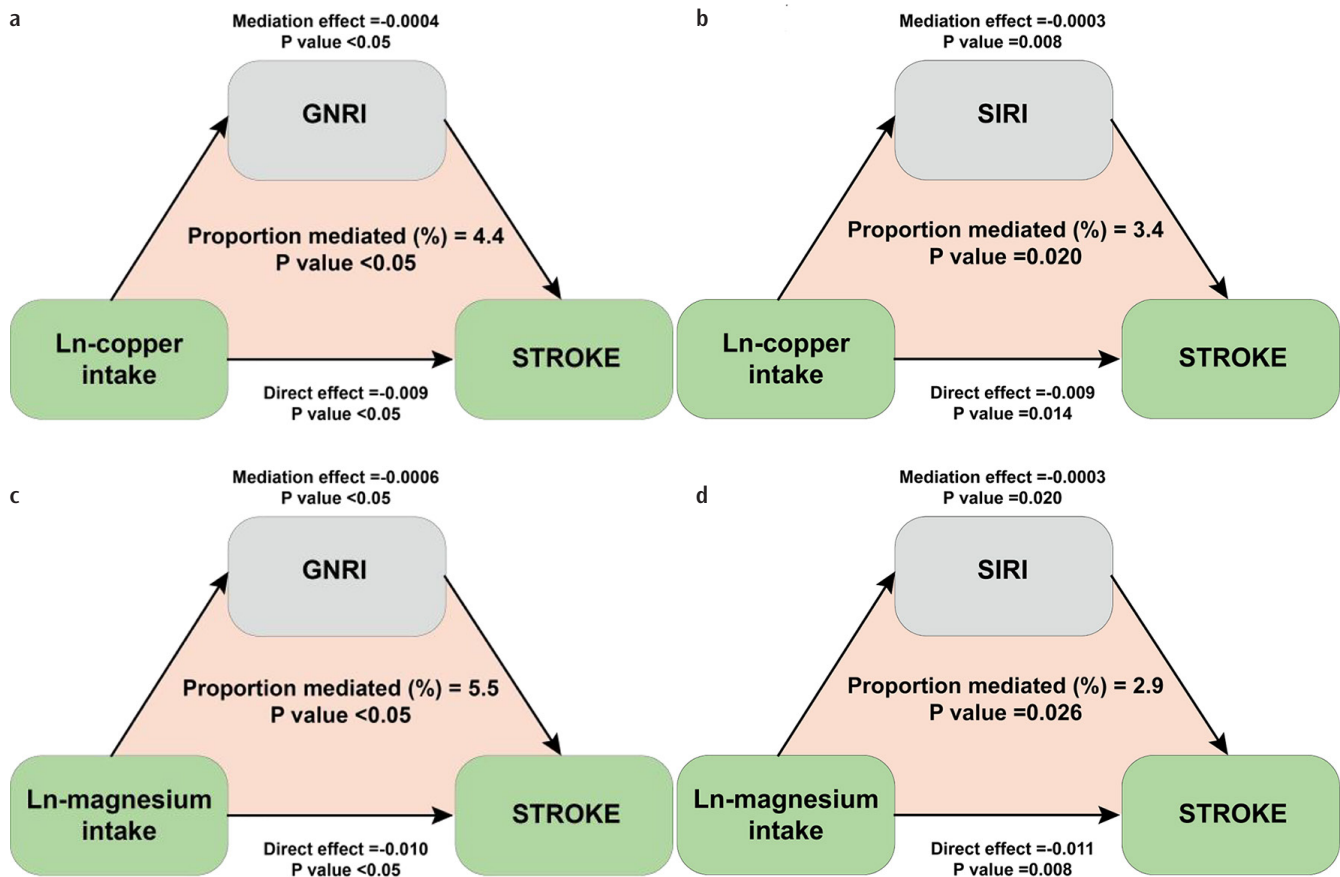 a
Mediation effect =-0.0004
P value <0.05
GNRI
Proportion mediated (%) = 4.4
P value <0.05
Ln-copper
intake
STROKE
Direct effect =-0.009
P value <0.05
b
Mediation effect =-0.0003
P value =0.008
SIRI
Proportion mediated (%) = 3.4
P value =0.020
Ln-copper
intake
STROKE
Direct effect =-0.009
P value =0.014
c
Mediation effect =-0.0006
P value <0.05
GNRI
Proportion mediated (%) = 5.5
P value <0.05
Ln-magnesium
intake
STROKE
Direct effect =-0.010
P value <0.05
d
Mediation effect =-0.0003
P value =0.020
SIRI
Proportion mediated (%) = 2.9
P value =0.026
Ln-magnesium
intake
STROKE
Direct effect =-0.011
P value =0.008